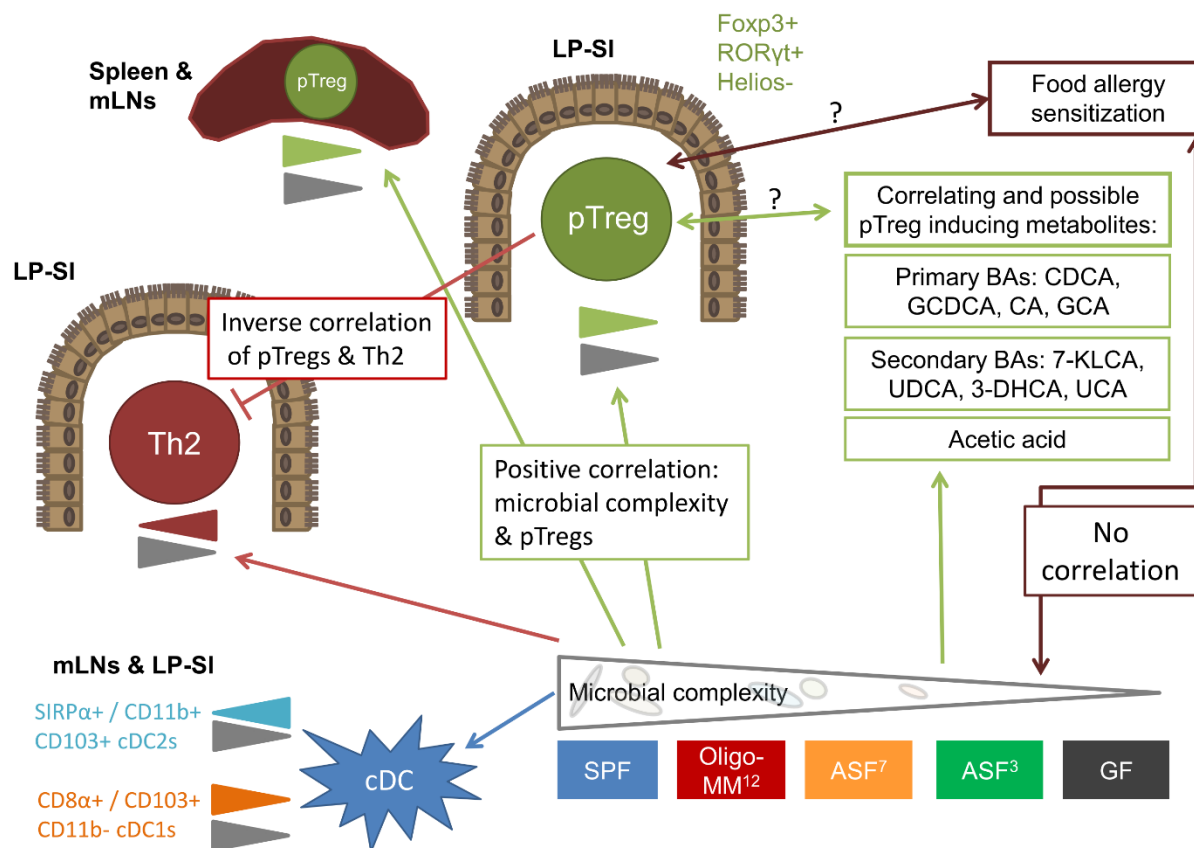 Spleen &
mLNs
pTreg
LP-SI
Foxp3+
RORγt+
Helios-
?
Food allergy
sensitization
pTreg
?
Correlating and possible
pTreg inducing metabolites:
Primary BAs: CDCA,
GCDCA, CA, GCA
Secondary BAs: 7-KLCA,
UDCA, 3-DHCA, UCA
Acetic acid
LP-SI
Inverse correlation
of pTregs & Th2
Th2
Positive correlation:
microbial complexity
& pTregs
No
correlation
mLNs & LP-SI
SIRPα+ / CD11b+
CD103+ cDC2s
CD8α+ / CD103+
CD11b- cDC1s
cDC
Microbial complexity
SPF
Oligo-
MM¹²
ASF⁷
ASF³
GF